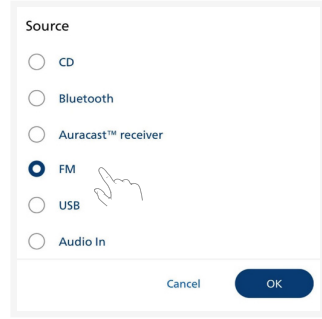 Source
CD
Bluetooth
Auracast™ receiver
FM
USB
Audio In
Cancel OK